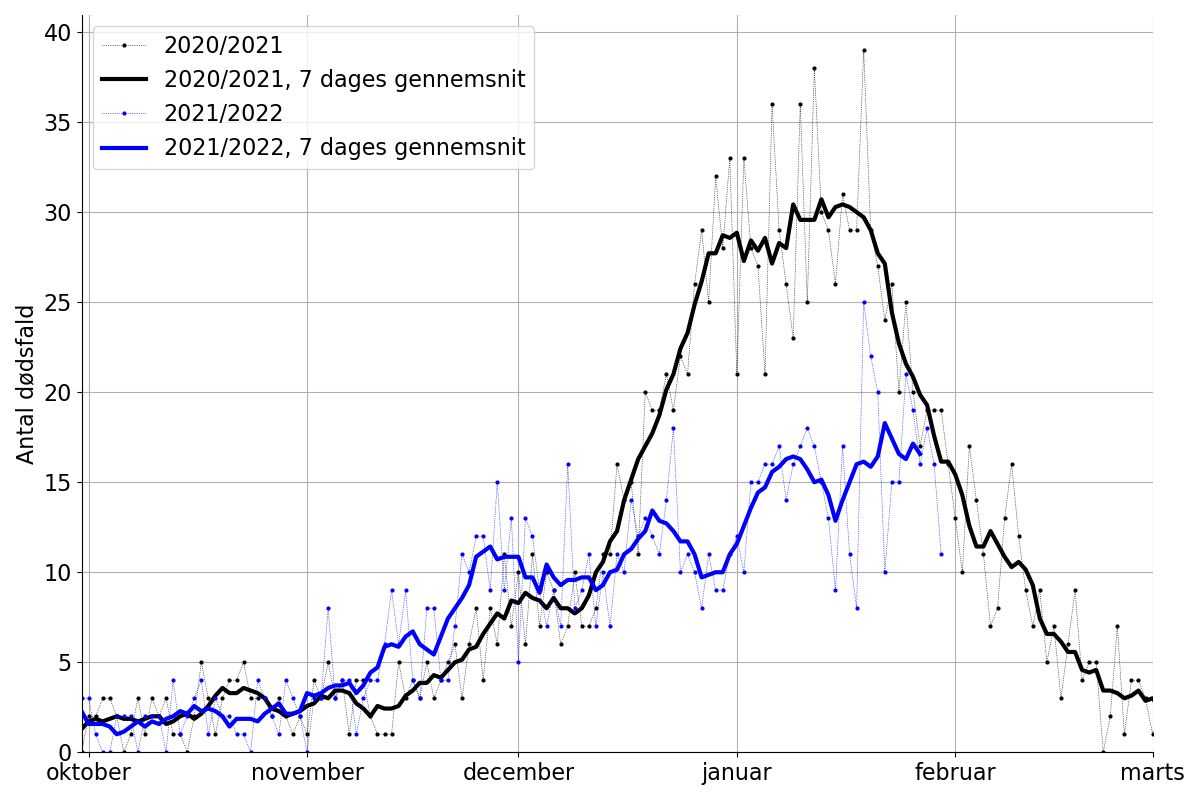 40
35
30
25
20
15
10
5
0
Antal dødsfald
2020/2021
2020/2021, 7 dages gennemsnit
2021/2022
2021/2022, 7 dages gennemsnit
oktober
november
december
januar
februar
marts